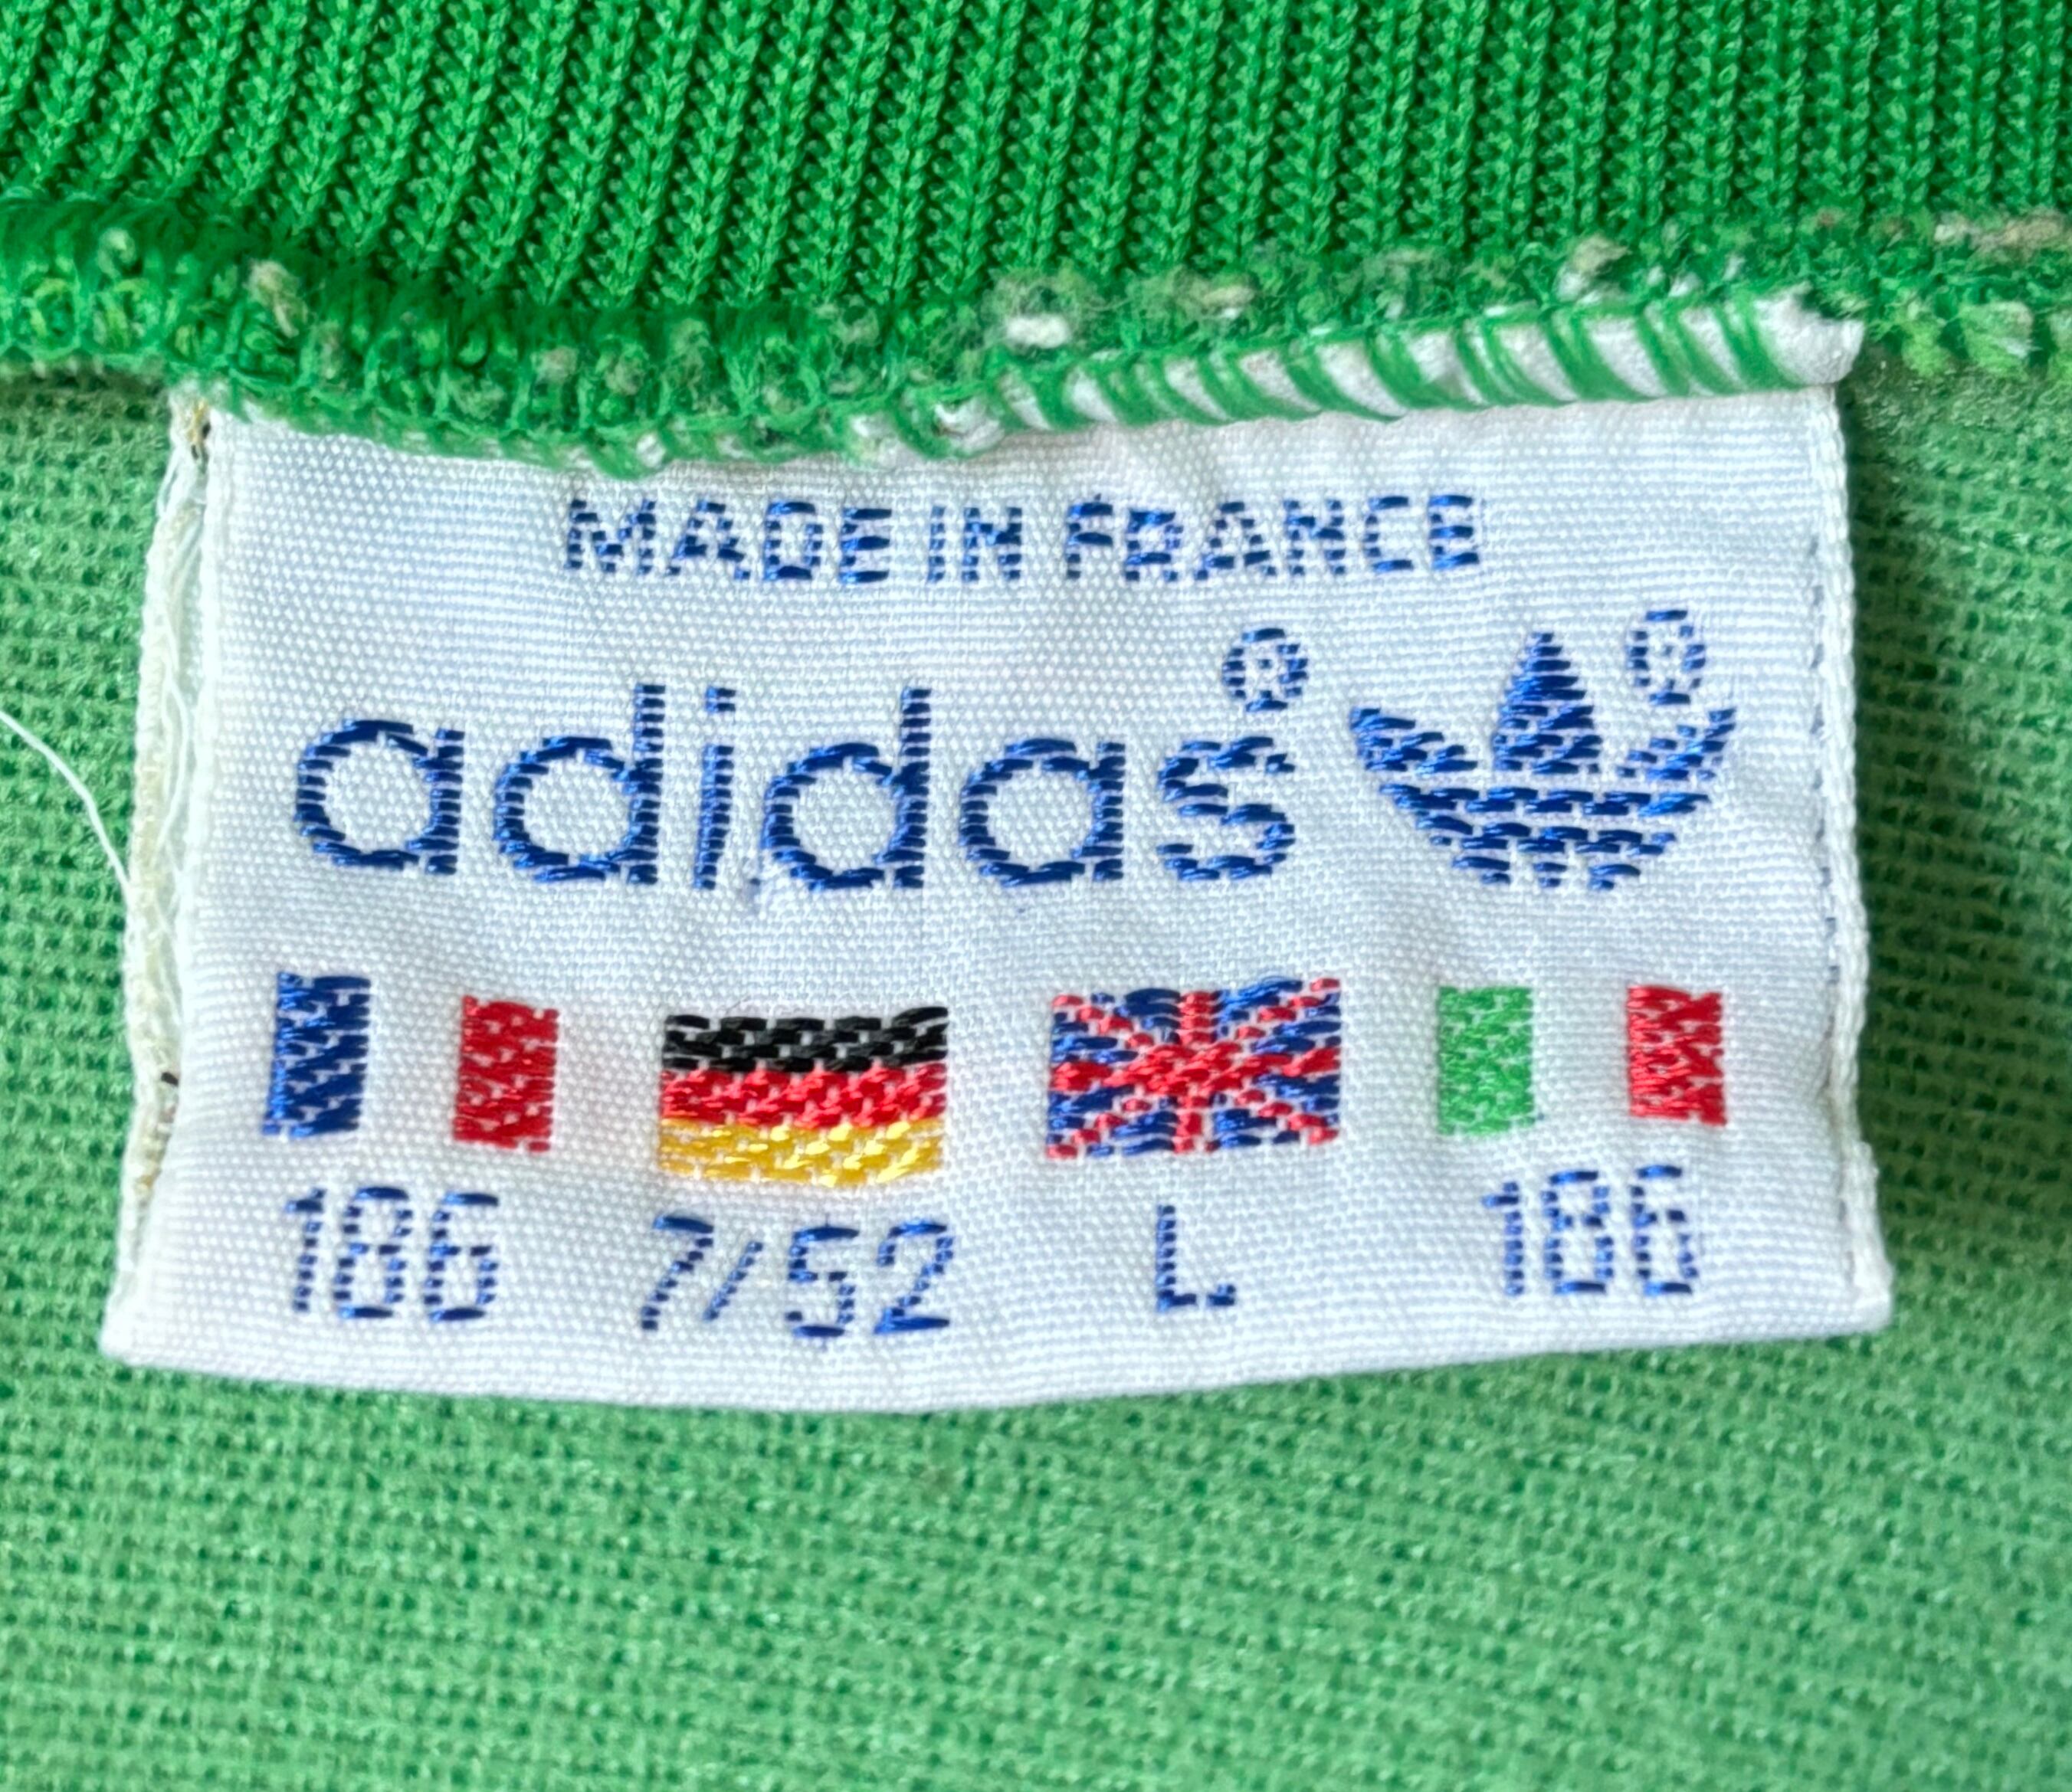 MADE IN FRANCE
adidas® ®
186 7/52 L. 186